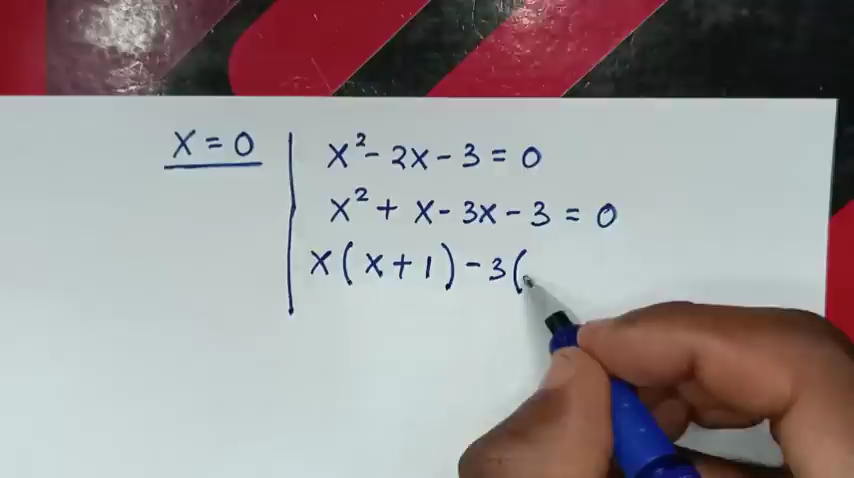 x = 0
x² - 2x - 3 = 0
x² + x - 3x - 3 = 0
x(x + 1) - 3(